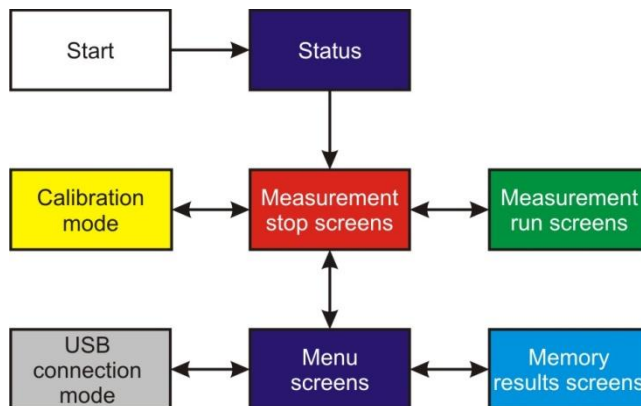 Start
Status
Calibration
mode
Measurement
stop screens
Measurement
run screens
USB
connection
mode
Menu
screens
Memory
results screens